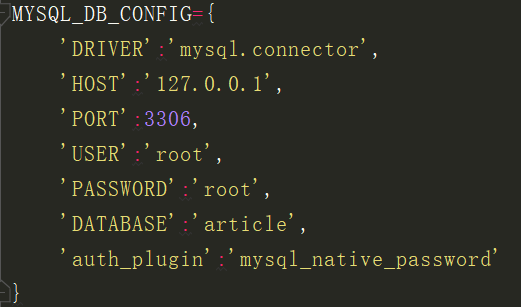 MYSQL_DB_CONFIG={
    'DRIVER':'mysql.connector',
    'HOST':'127.0.0.1',
    'PORT':3306,
    'USER':'root',
    'PASSWORD':'root',
    'DATABASE':'article',
    'auth_plugin':'mysql_native_password'
}